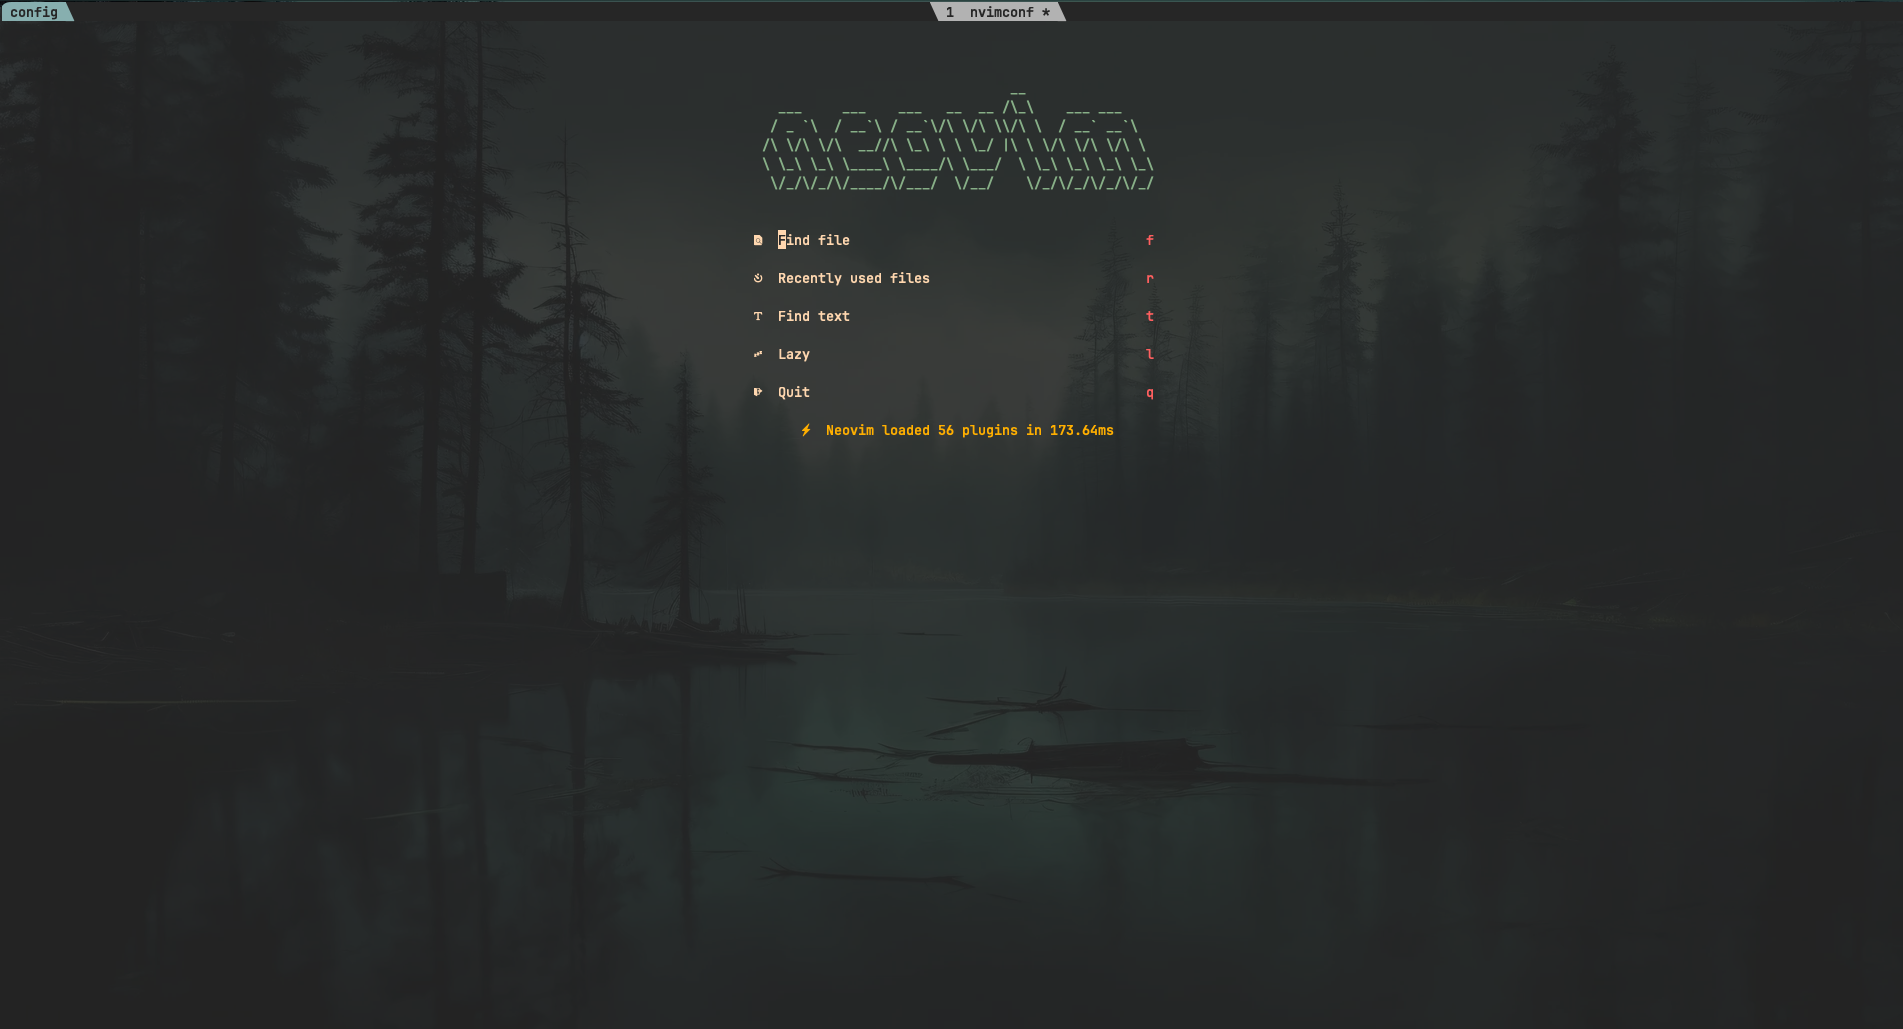 config
1 nvimconf *
neovim
Find file f
Recently used files r
Find text t
Lazy l
Quit q
Neovim loaded 56 plugins in 173.64ms